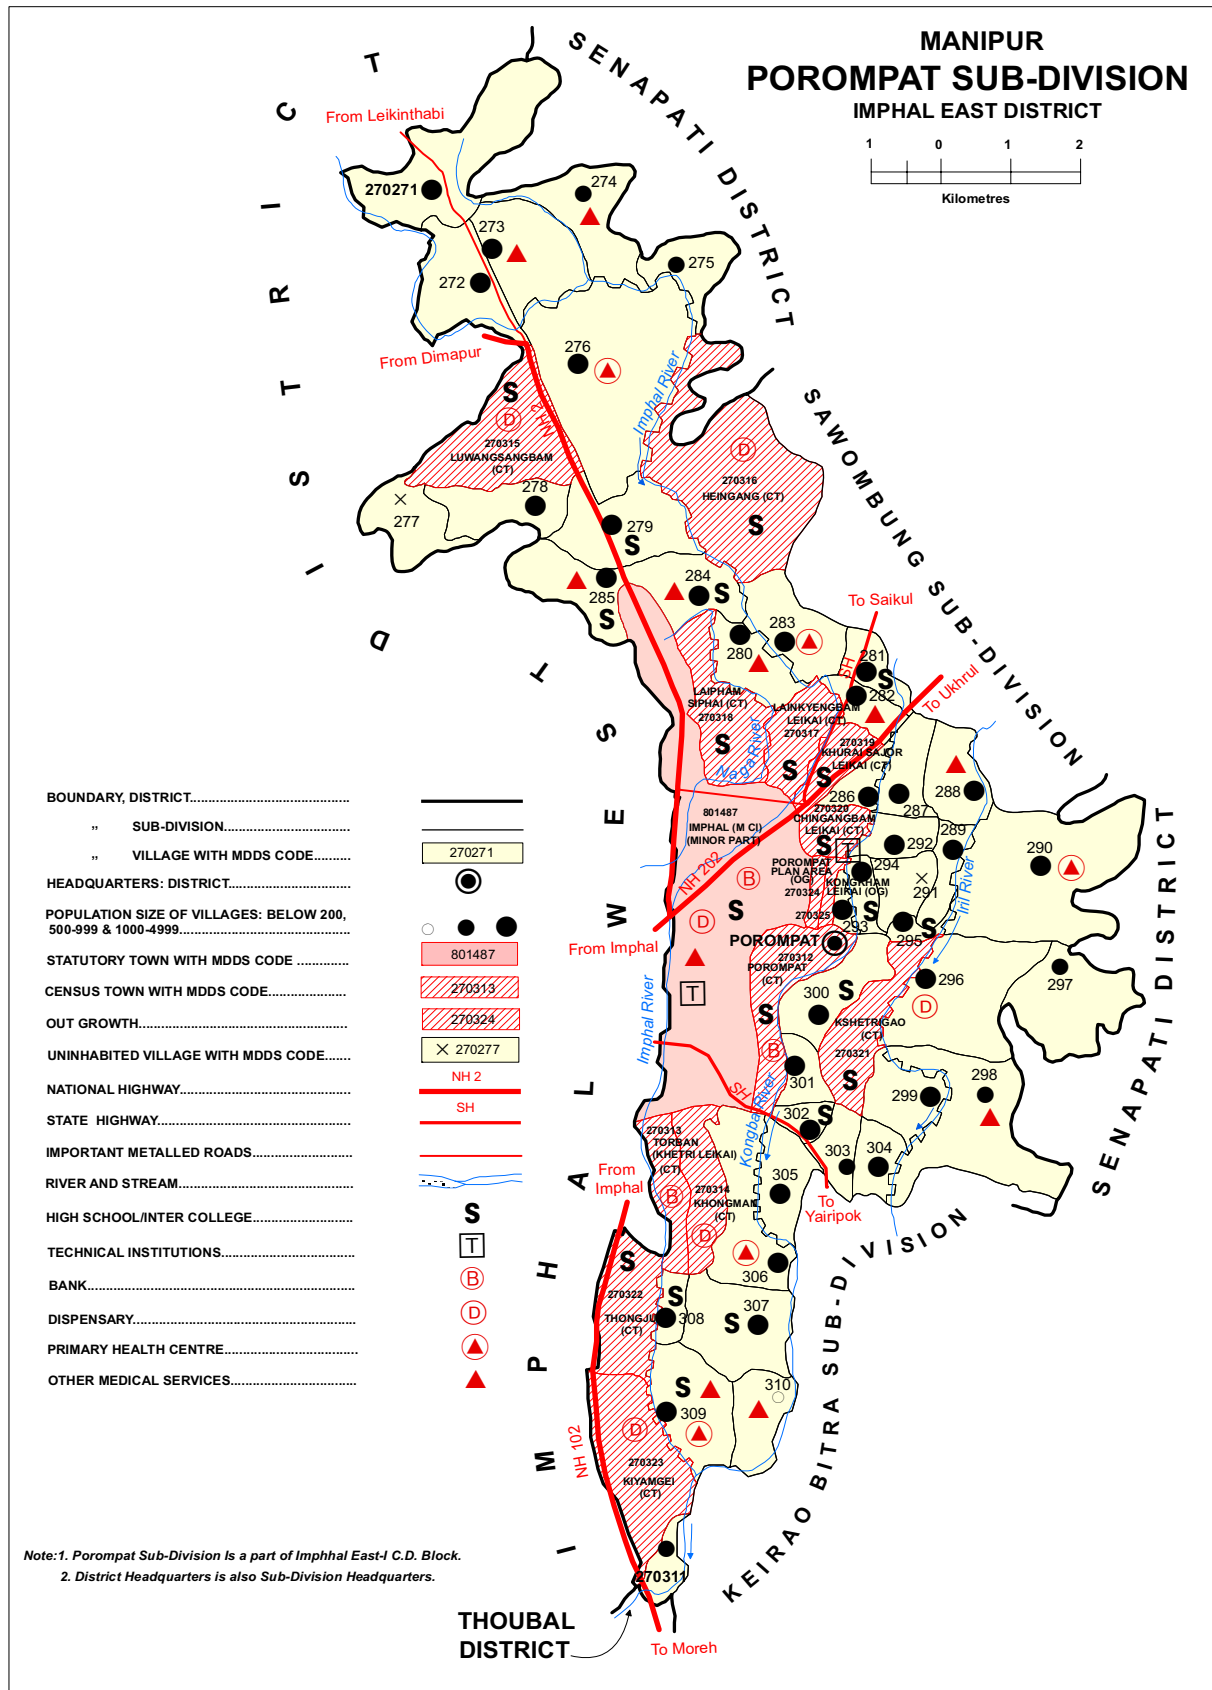 MANIPUR
POROMPAT SUB-DIVISION
IMPHAL EAST DISTRICT
1 0 1 2
Kilometres
SENAPATI DISTRICT
SAWOMBUNG SUB-DIVISION
SENAPATI DISTRICT
KEIRAO BITRA SUB-DIVISION
IMPHAL WEST DISTRICT
From Leikinthabi
270271
274
273
272
275
From Dimapur
276
Imphal River
NH 2
S
D
270315
LUWANGSANGBAM
(CT)
D
270316
HEINGANG (CT)
S
277
278
279
S
285
S
284
S
To Saikul
SH
280
283
281
S
282
To Ukhrul
LAIPHAM
SIPHAI (CT)
270318
S
LAINKYENGBAM
LEIKAI (CT)
270317
S
Naga River
270319
KHURAI SAJOR
LEIKAI (CT)
S
286
287
288
289
290
801487
IMPHAL (M Cl)
(MINOR PART)
270320
CHINGANGBAM
LEIKAI (CT)
S
T
292
294
291
POROMPAT
PLAN AREA
(OG)
270324
KONGKHAM
LEIKAI (OG)
270325
293
S
295
S
Iril River
NH 202
B
S
D
From Imphal
T
POROMPAT
270312
POROMPAT
(CT)
S
B
296
D
297
300
S
KSHETRIGAO
(CT)
270321
S
Imphal River
301
298
299
SH
Kongba River
302
S
303
304
270313
TORBAN
(KHETRI LEIKAI)
(CT)
B
From
Imphal
270314
KHONGMAN
(CT)
D
305
To
Yairipok
306
S
270322
THONGJU
(CT)
S
308
S
307
310
S
309
D
270323
KIYAMGEI
(CT)
NH 102
270311
THOUBAL
DISTRICT
To Moreh
BOUNDARY, DISTRICT...........................................
,, SUB-DIVISION..................................
,, VILLAGE WITH MDDS CODE.......... 270271
HEADQUARTERS: DISTRICT.................................
POPULATION SIZE OF VILLAGES: BELOW 200,
500-999 & 1000-4999..............................................
STATUTORY TOWN WITH MDDS CODE .............. 801487
CENSUS TOWN WITH MDDS CODE...................... 270313
OUT GROWTH...................................................... 270324
UNINHABITED VILLAGE WITH MDDS CODE....... 270277
NATIONAL HIGHWAY............................................ NH 2
STATE HIGHWAY................................................. SH
IMPORTANT METALLED ROADS...........................
RIVER AND STREAM............................................
HIGH SCHOOL/INTER COLLEGE......................... S
TECHNICAL INSTITUTIONS................................. T
BANK.................................................................... B
DISPENSARY........................................................ D
PRIMARY HEALTH CENTRE.................................
OTHER MEDICAL SERVICES................................
Note:1. Porompat Sub-Division Is a part of Imphhal East-I C.D. Block.
2. District Headquarters is also Sub-Division Headquarters.